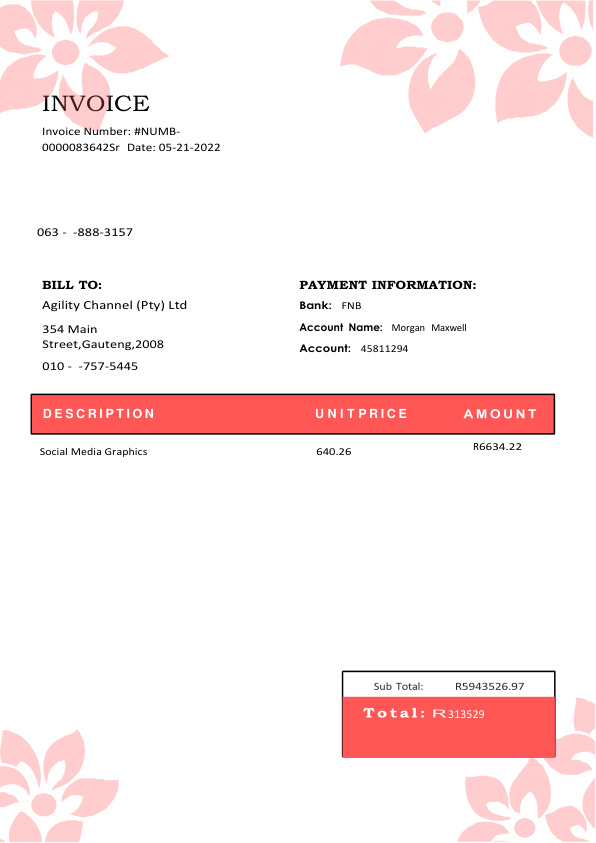 INVOICE
Invoice Number: #NUMB-
0000083642Sr Date: 05-21-2022
063 - -888-3157
BILL TO:
Agility Channel (Pty) Ltd
354 Main
Street,Gauteng,2008
010 - -757-5445
PAYMENT INFORMATION:
Bank: FNB
Account Name: Morgan Maxwell
Account: 45811294
DESCRIPTION UNITPRICE AMOUNT
Social Media Graphics 640.26 R6634.22
Sub Total: R5943526.97
Total: R313529